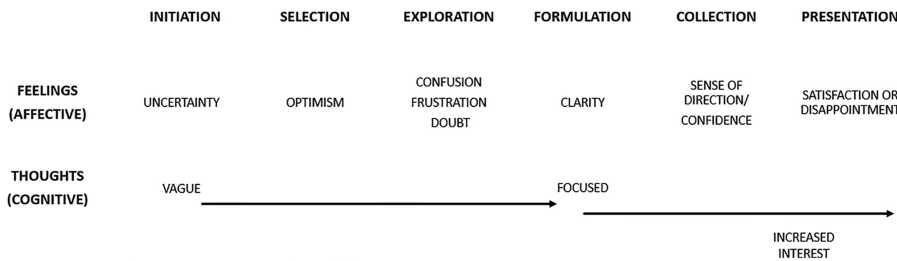 INITIATION SELECTION EXPLORATION FORMULATION COLLECTION PRESENTATION
FEELINGS
(AFFECTIVE)
UNCERTAINTY
OPTIMISM
CONFUSION
FRUSTRATION
DOUBT
CLARITY
SENSE OF
DIRECTION/
CONFIDENCE
SATISFACTION OR
DISAPPOINTMENT
THOUGHTS
(COGNITIVE)
VAGUE
FOCUSED
INCREASED
INTEREST